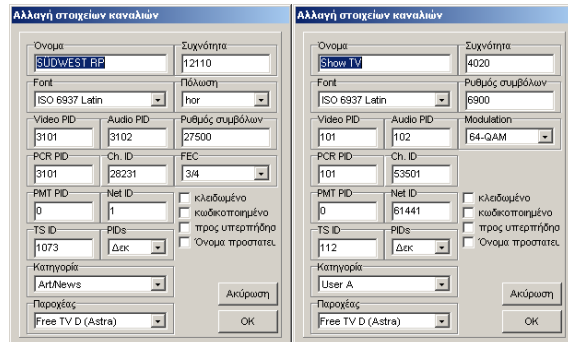 Αλλαγή στοιχείων καναλιών
Όνομα
SÜDWEST RP
Συχνότητα
12110
Font
ISO 6937 Latin
Πόλωση
hor
Video PID
3101
Audio PID
3102
Ρυθμός συμβόλων
27500
PCR PID
3101
Ch. ID
28231
FEC
3/4
PMT PID
0
Net ID
1
κλειδωμένο
κωδικοποιημένο
προς υπερπήδησ
Όνομα προστατει
TS ID
1073
PIDs
Δεκ
Κατηγορία
Art/News
Παροχέας
Free TV D (Astra)
Ακύρωση
OK
Αλλαγή στοιχείων καναλιών
Όνομα
Show TV
Συχνότητα
4020
Font
ISO 6937 Latin
Ρυθμός συμβόλων
6900
Video PID
101
Audio PID
102
Modulation
64-QAM
PCR PID
101
Ch. ID
53501
PMT PID
0
Net ID
61441
κλειδωμένο
κωδικοποιημένο
προς υπερπήδησ
Όνομα προστατει
TS ID
112
PIDs
Δεκ
Κατηγορία
User A
Παροχέας
Free TV D (Astra)
Ακύρωση
OK